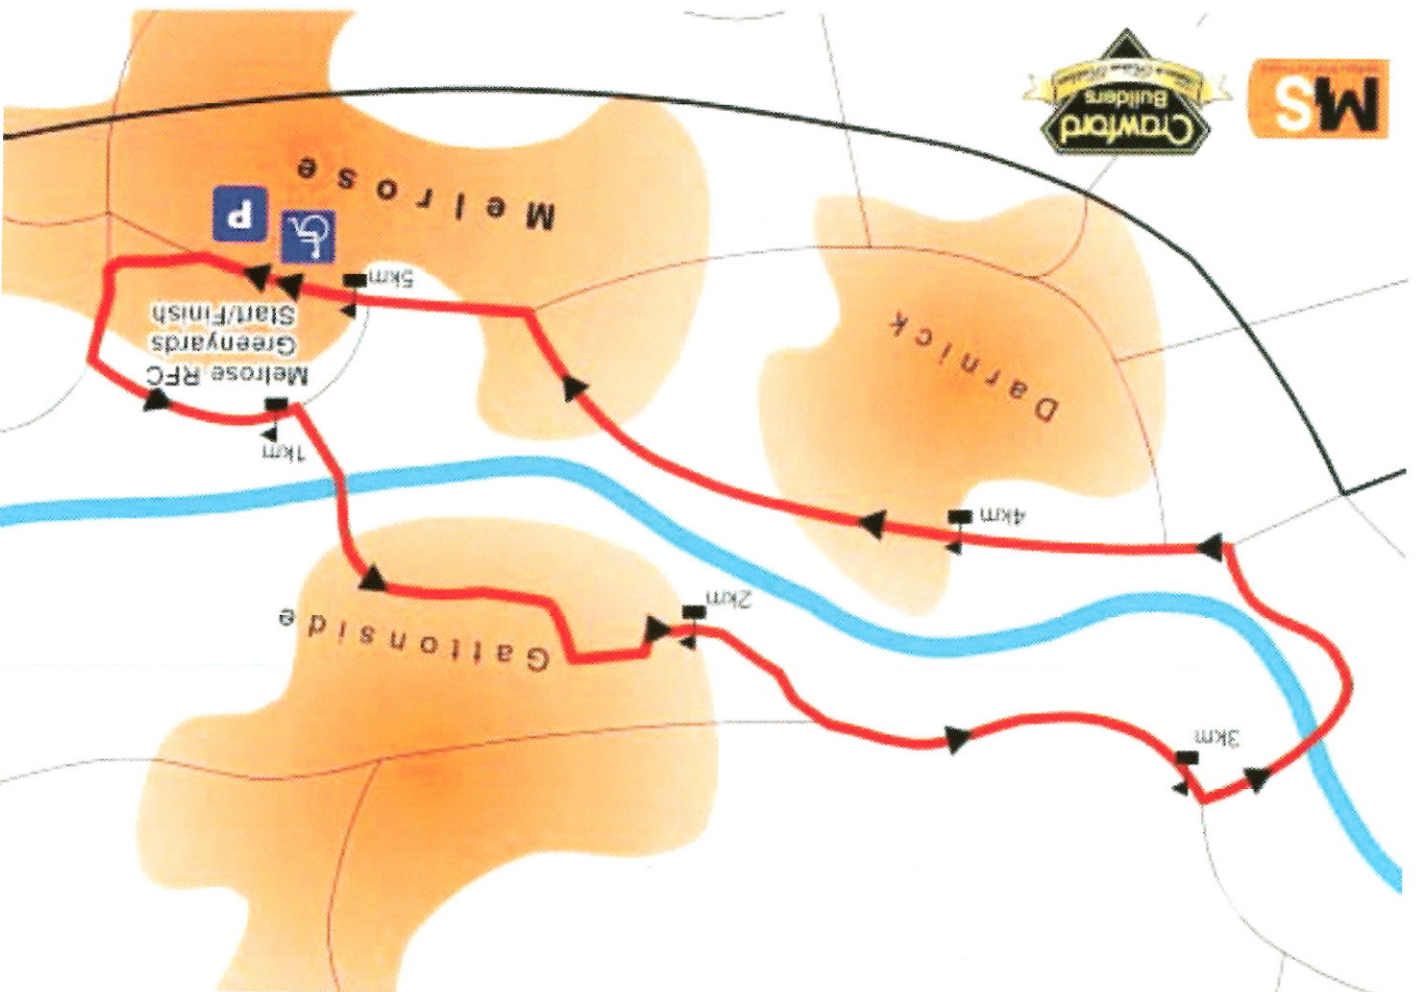 Gattonside
3km
2km
1km
4km
Darnick
Melrose RFC
Greenyards
Start/Finish
5km
P
Melrose
MS
Crawford
Builders